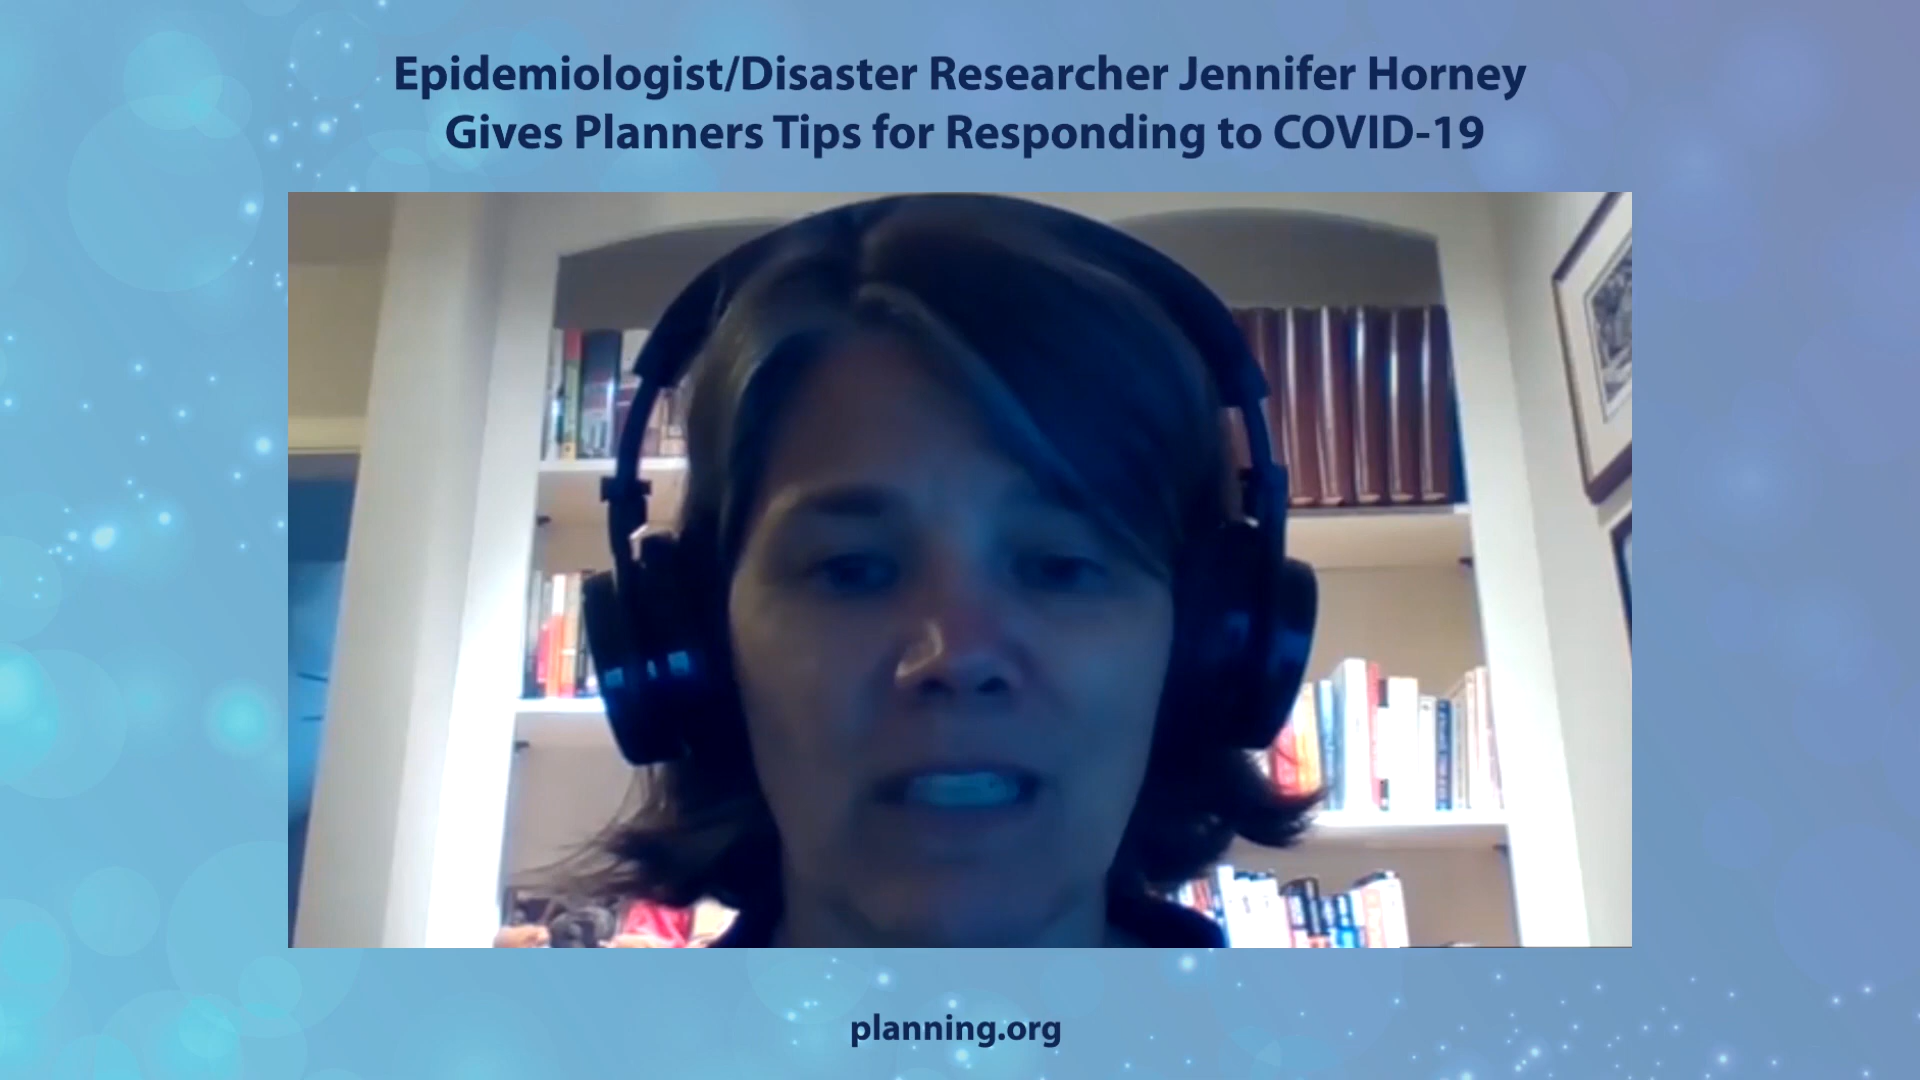 Epidemiologist/Disaster Researcher Jennifer Horney
Gives Planners Tips for Responding to COVID-19
planning.org